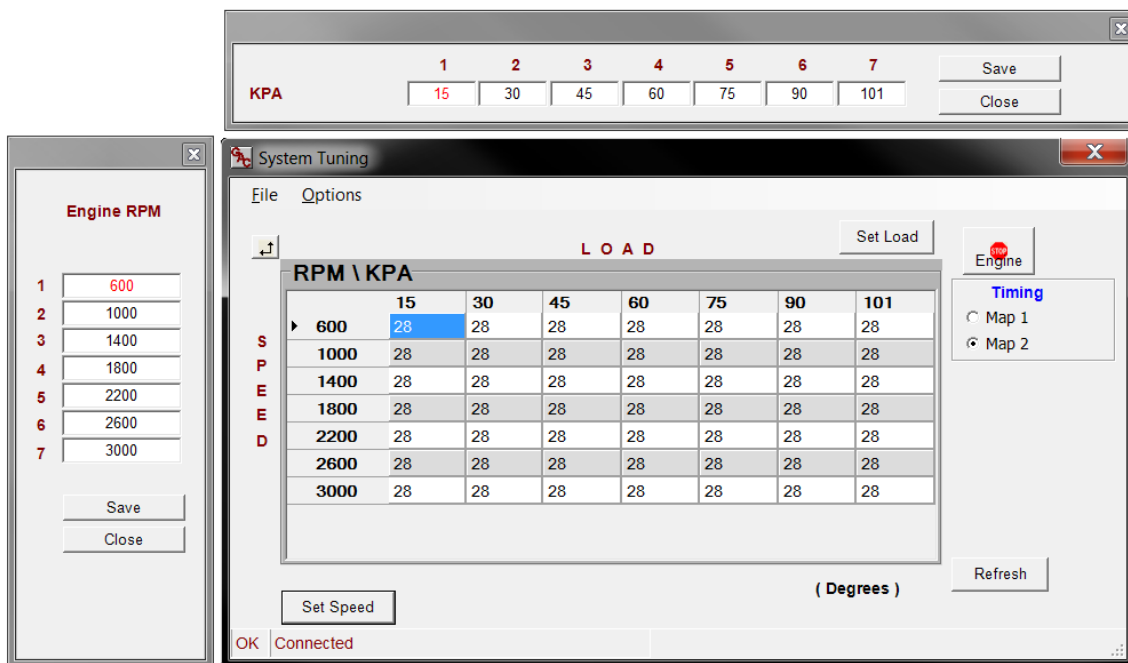 1 2 3 4 5 6 7
KPA 15 30 45 60 75 90 101
Save
Close
Engine RPM
1 600
2 1000
3 1400
4 1800
5 2200
6 2600
7 3000
Save
Close
GAC System Tuning
File Options
LOAD
Set Load
Engine
STOP
RPM \ KPA
15 30 45 60 75 90 101
600 28 28 28 28 28 28 28
1000 28 28 28 28 28 28 28
1400 28 28 28 28 28 28 28
1800 28 28 28 28 28 28 28
2200 28 28 28 28 28 28 28
2600 28 28 28 28 28 28 28
3000 28 28 28 28 28 28 28
SPEED
Timing
Map 1
Map 2
Refresh
( Degrees )
Set Speed
OK Connected